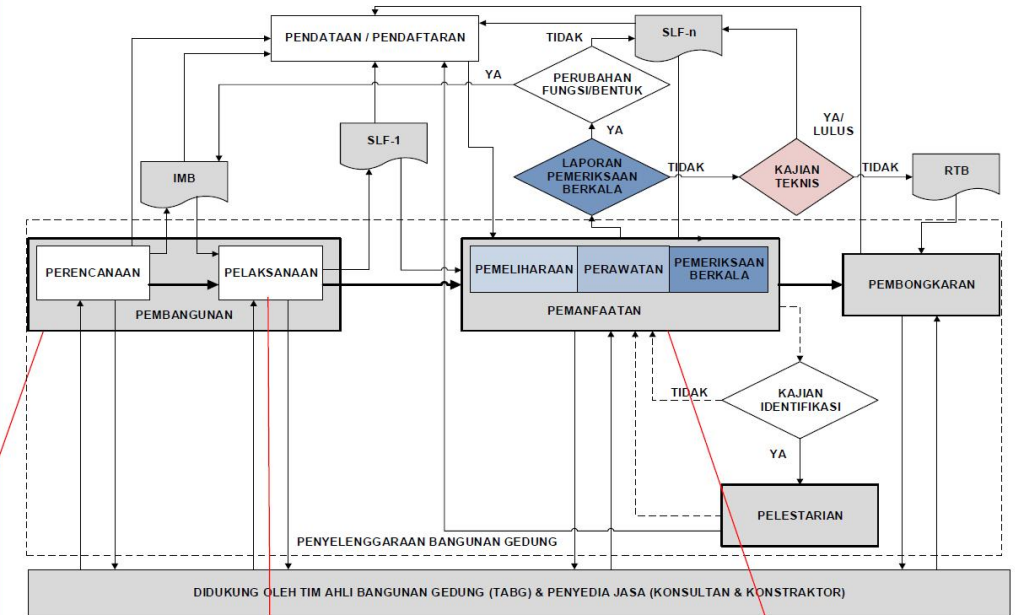 PENDATAAN / PENDAFTARAN
TIDAK
SLF-n
YA
PERUBAHAN
FUNGSI/BENTUK
YA/
LULUS
SLF-1
YA
LAPORAN
PEMERIKSAAN
BERKALA
TIDAK
KAJIAN
TEKNIS
TIDAK
RTB
IMB
PERENCANAAN
PELAKSANAAN
PEMBANGUNAN
PEMELIHARAAN
PERAWATAN
PEMERIKSAAN
BERKALA
PEMANFAATAN
PEMBONGKARAN
TIDAK
KAJIAN
IDENTIFIKASI
YA
PELESTARIAN
PENYELENGGARAAN BANGUNAN GEDUNG
DIDUKUNG OLEH TIM AHLI BANGUNAN GEDUNG (TABG) & PENYEDIA JASA (KONSULTAN & KONSTRAKTOR)